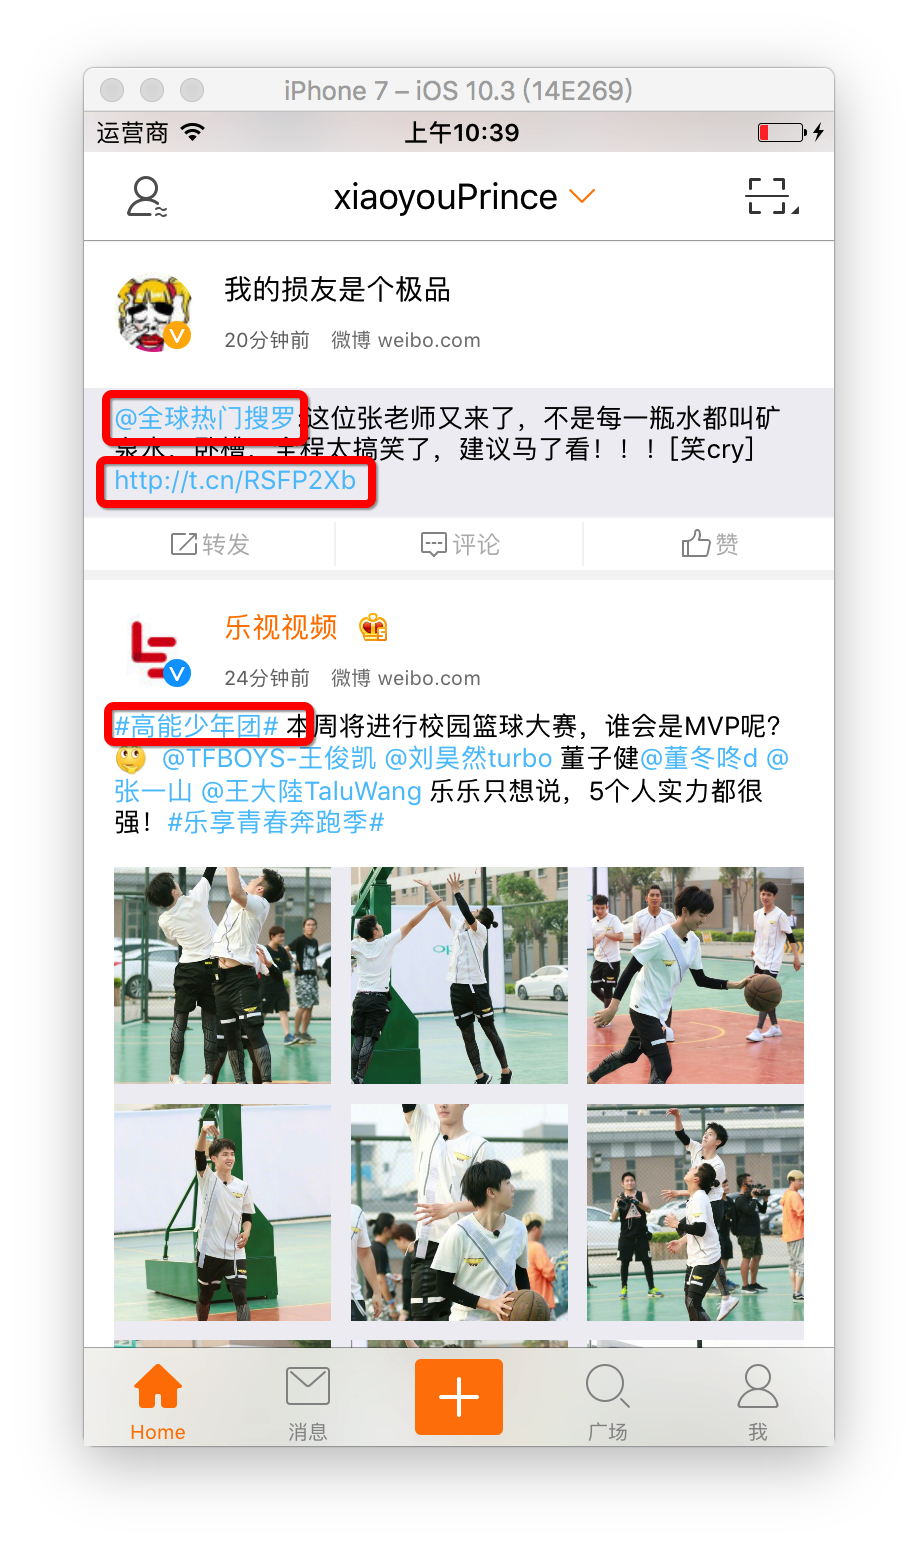 iPhone 7 – iOS 10.3 (14E269)
运营商 上午10:39
xiaoyouPrince
我的损友是个极品
20分钟前 微博 weibo.com
@全球热门搜罗:这位张老师又来了，不是每一瓶水都叫矿
泉水，卧槽，全程太搞笑了，建议马了看！！！[笑cry]
http://t.cn/RSFP2Xb
转发 评论 赞
乐视视频
24分钟前 微博 weibo.com
#高能少年团# 本周将进行校园篮球大赛，谁会是MVP呢？
@TFBOYS-王俊凯 @刘昊然turbo 董子健@董冬咚d @
张一山 @王大陸TaluWang 乐乐只想说，5个人实力都很
强！#乐享青春奔跑季#
Home 消息 广场 我